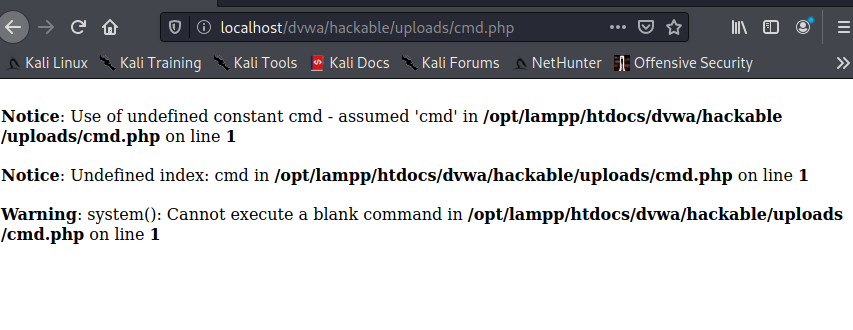 localhost/dvwa/hackable/uploads/cmd.php
Kali Linux Kali Training Kali Tools Kali Docs Kali Forums NetHunter Offensive Security
Notice: Use of undefined constant cmd - assumed 'cmd' in /opt/lampp/htdocs/dvwa/hackable
/uploads/cmd.php on line 1
Notice: Undefined index: cmd in /opt/lampp/htdocs/dvwa/hackable/uploads/cmd.php on line 1
Warning: system(): Cannot execute a blank command in /opt/lampp/htdocs/dvwa/hackable/uploads
/cmd.php on line 1